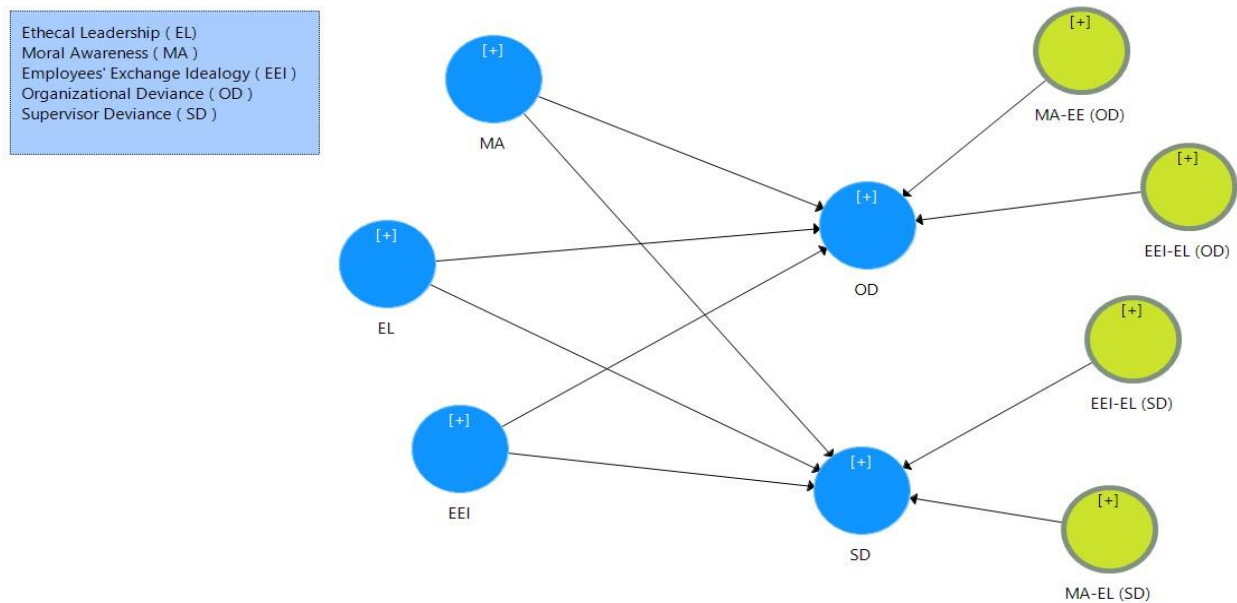 Ethecal Leadership ( EL)
Moral Awareness ( MA )
Employees' Exchange Idealogy ( EEI )
Organizational Deviance ( OD )
Supervisor Deviance ( SD )
[+]
MA
[+]
EL
[+]
EEI
[+]
OD
[+]
SD
[+]
MA-EE (OD)
[+]
EEI-EL (OD)
[+]
EEI-EL (SD)
[+]
MA-EL (SD)